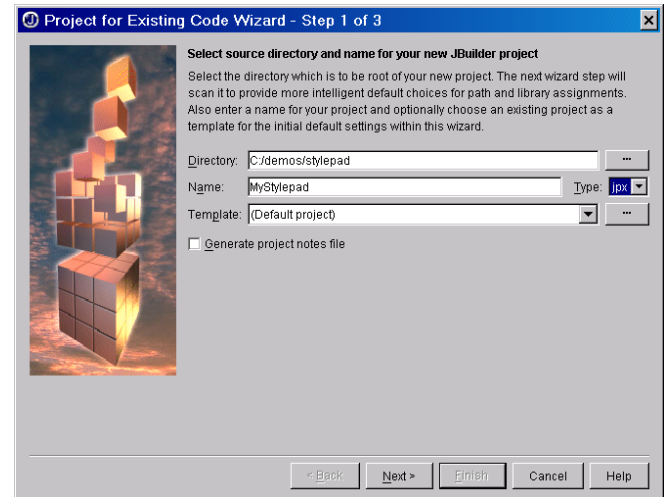 Project for Existing Code Wizard - Step 1 of 3
Select source directory and name for your new JBuilder project
Select the directory which is to be root of your new project. The next wizard step will
scan it to provide more intelligent default choices for path and library assignments.
Also enter a name for your project and optionally choose an existing project as a
template for the initial default settings within this wizard.
Directory: C:/demos/stylepad ...
Name: MyStylepad Type: jpx
Template: (Default project) ...
Generate project notes file
< Back Next > Finish Cancel Help